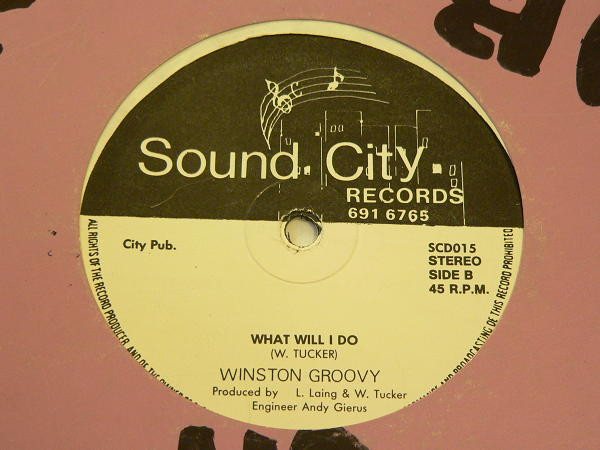 Sound. City.
RECORDS
691 6765
City Pub.
SCD015
STEREO
SIDE B
45 R.P.M.
WHAT WILL I DO
(W. TUCKER)
WINSTON GROOVY
Produced by L. Laing & W. Tucker
Engineer Andy Gierus
ALL RIGHTS OF THE RECORD PRODUCER, AND OF THE
AND BROADCASTING OF THIS RECORD PROHIBITED